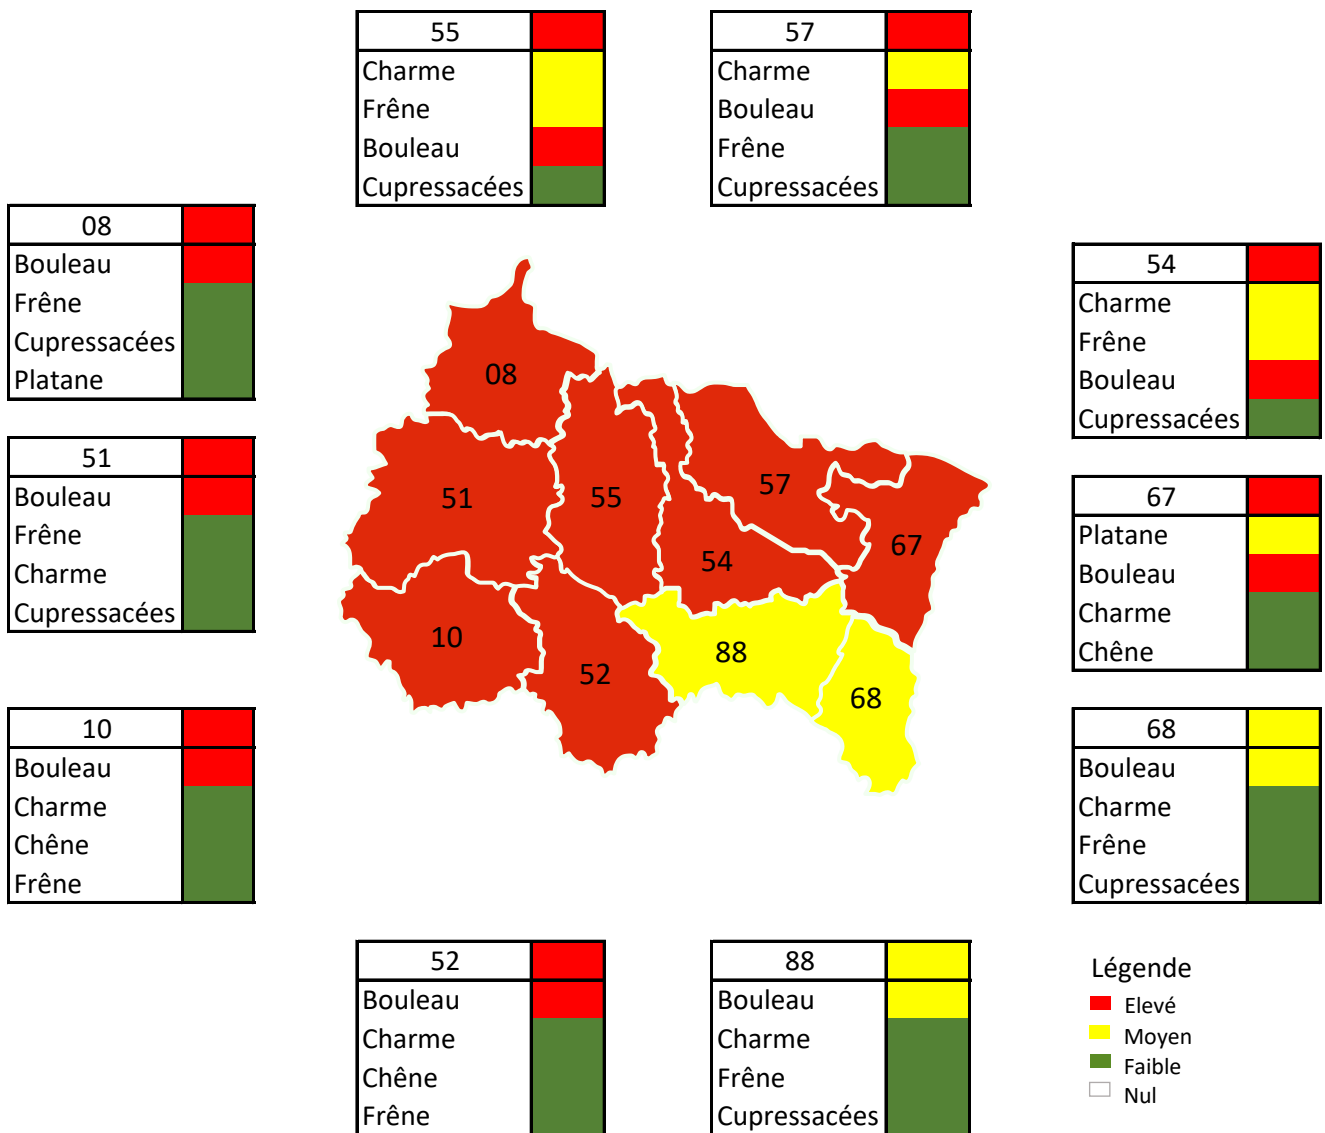 55
Charme
Frêne
Bouleau
Cupressacées
57
Charme
Bouleau
Frêne
Cupressacées
08
Bouleau
Frêne
Cupressacées
Platane
54
Charme
Frêne
Bouleau
Cupressacées
51
Bouleau
Frêne
Charme
Cupressacées
67
Platane
Bouleau
Charme
Chêne
10
Bouleau
Charme
Chêne
Frêne
68
Bouleau
Charme
Frêne
Cupressacées
52
Bouleau
Charme
Chêne
Frêne
88
Bouleau
Charme
Frêne
Cupressacées
08
51
55
57
54
67
10
52
88
68
Légende
Elevé
Moyen
Faible
Nul